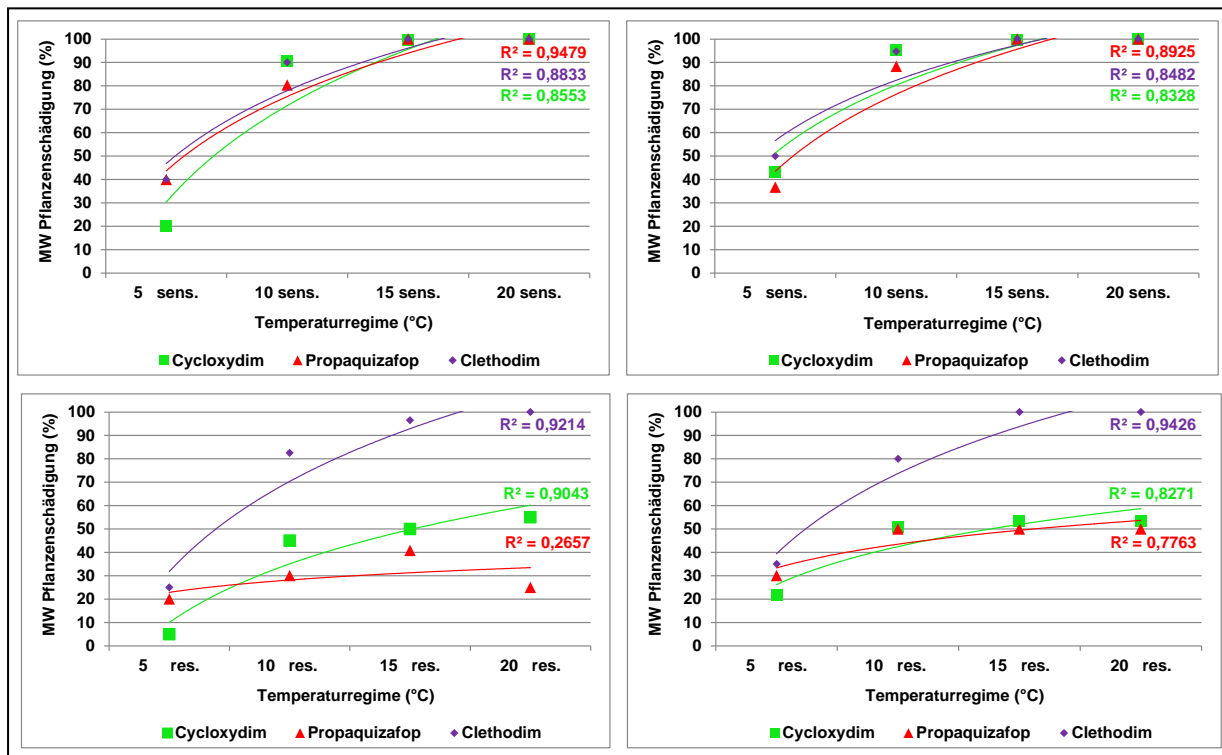 MW Pflanzenschädigung (%)
100
90
80
70
60
50
40
30
20
10
0
R² = 0,9479
R² = 0,8833
R² = 0,8553
5 sens. 10 sens. 15 sens. 20 sens.
Temperaturregime (°C)
Cycloxydim Propaquizafop Clethodim
MW Pflanzenschädigung (%)
100
90
80
70
60
50
40
30
20
10
0
R² = 0,8925
R² = 0,8482
R² = 0,8328
5 sens. 10 sens. 15 sens. 20 sens.
Temperaturregime (°C)
Cycloxydim Propaquizafop Clethodim
MW Pflanzenschädigung (%)
100
90
80
70
60
50
40
30
20
10
0
R² = 0,9214
R² = 0,9043
R² = 0,2657
5 res. 10 res. 15 res. 20 res.
Temperaturregime (°C)
Cycloxydim Propaquizafop Clethodim
MW Pflanzenschädigung (%)
100
90
80
70
60
50
40
30
20
10
0
R² = 0,9426
R² = 0,8271
R² = 0,7763
5 res. 10 res. 15 res. 20 res.
Temperaturregime (°C)
Cycloxydim Propaquizafop Clethodim